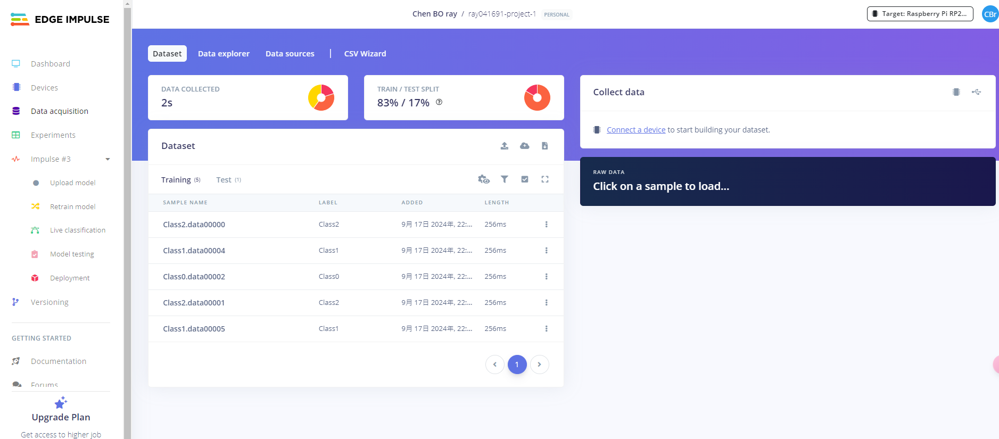 EDGE IMPULSE
Chen BO ray / ray041691-project-1 PERSONAL
Target: Raspberry Pi RP2...
CBr
Dashboard
Devices
Data acquisition
Experiments
Impulse #3
Upload model
Retrain model
Live classification
Model testing
Deployment
Versioning
GETTING STARTED
Documentation
Forums
Upgrade Plan
Get access to higher job
Dataset
Data explorer
Data sources
|
CSV Wizard
DATA COLLECTED
2s
TRAIN / TEST SPLIT
83% / 17%
Dataset
Training (5)
Test (1)
SAMPLE NAME LABEL ADDED LENGTH
Class2.data00000 Class2 9月 17日 2024年, 22:... 256ms
Class1.data00004 Class1 9月 17日 2024年, 22:... 256ms
Class0.data00002 Class0 9月 17日 2024年, 22:... 256ms
Class2.data00001 Class2 9月 17日 2024年, 22:... 256ms
Class1.data00005 Class1 9月 17日 2024年, 22:... 256ms
1
Collect data
Connect a device to start building your dataset.
RAW DATA
Click on a sample to load...